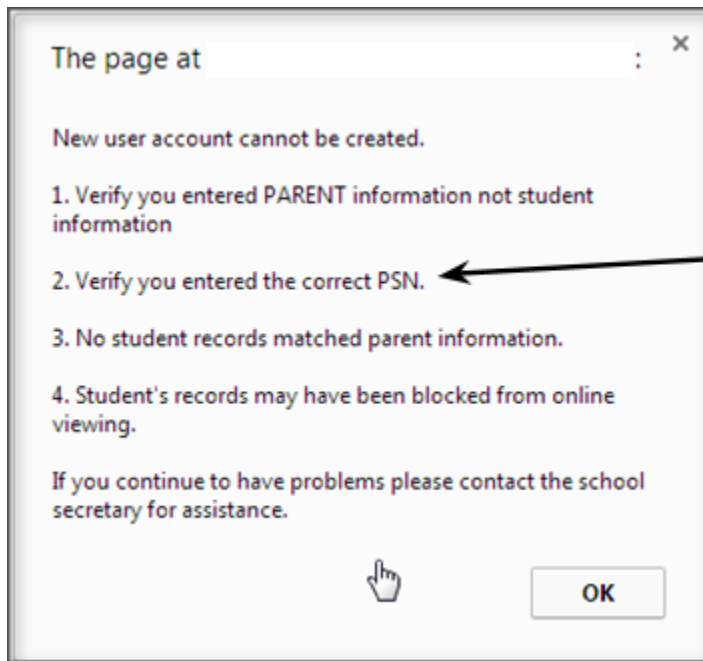 The page at :
New user account cannot be created.
1. Verify you entered PARENT information not student
information
2. Verify you entered the correct PSN.
3. No student records matched parent information.
4. Student's records may have been blocked from online
viewing.
If you continue to have problems please contact the school
secretary for assistance.
OK